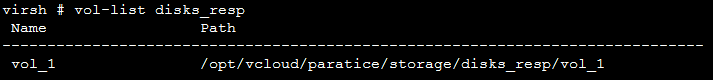 virsh # vol-list disks_resp
Name Path
--------------------------------------------------------------------------------------
vol_1 /opt/vcloud/paratice/storage/disks_resp/vol_1